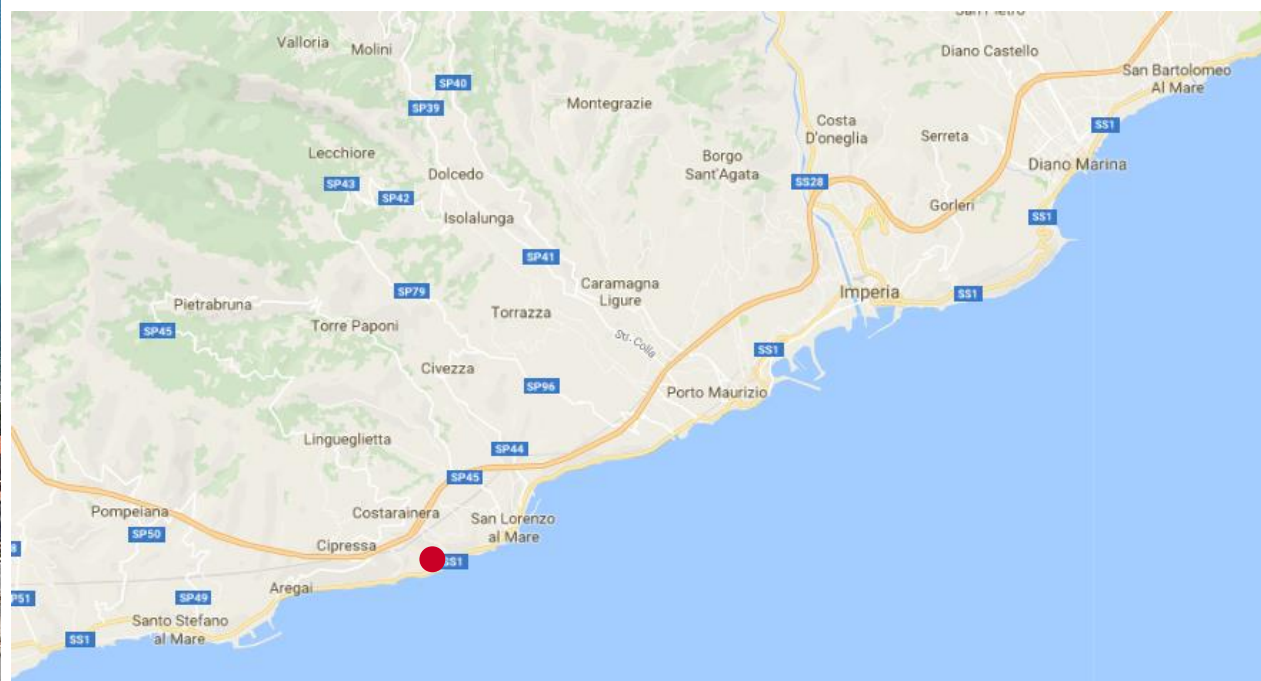 San Pietro
Valloria
Molini
Diano Castello
San Bartolomeo
Al Mare
SP40
SP39
Montegrazie
Costa
D'oneglia
Serreta
SS1
Lecchiore
Borgo
Sant'Agata
Diano Marina
Dolcedo
SP43
SP42
SS28
Isolalunga
Gorleri
SS1
SP41
Caramagna
Ligure
SP79
Imperia
SS1
Pietrabruna
Torrazza
SP45
Torre Paponi
Stl-Colla
SS1
Civezza
SP96
Porto Maurizio
Lingueglietta
SP44
SP45
Pompeiana
Costarainera
San Lorenzo
al Mare
SP50
Cipressa
SS1
Aregai
SP49
P51
Santo Stefano
al Mare
SS1